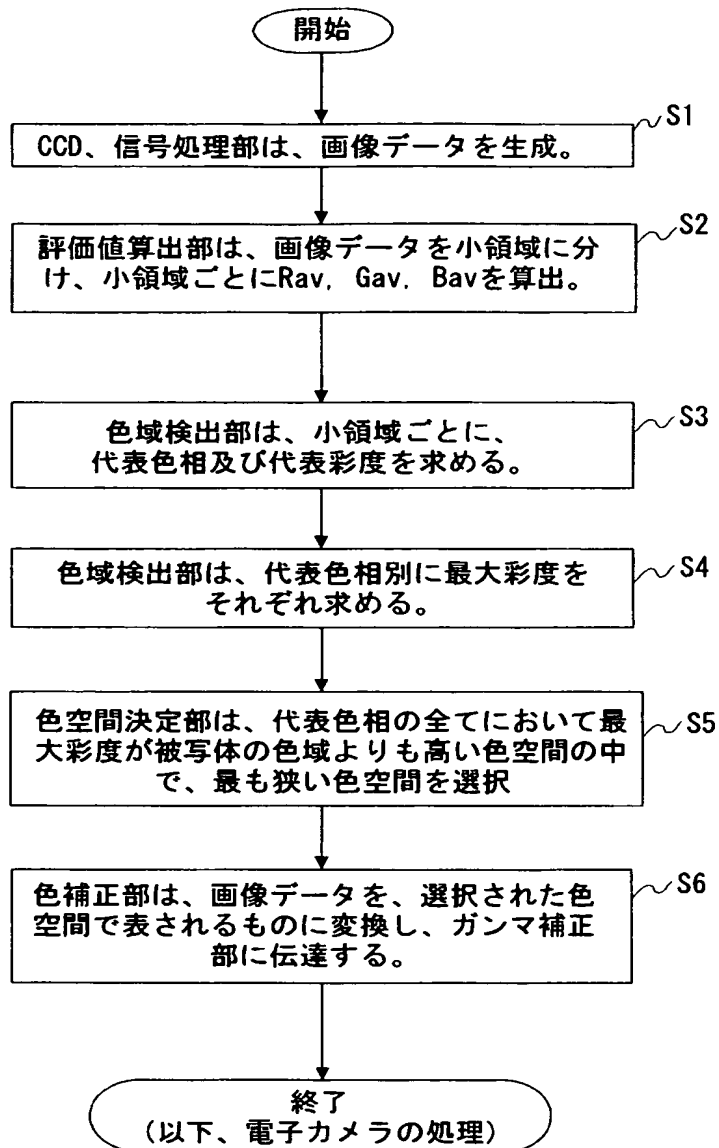 開始
S1
CCD、信号処理部は、画像データを生成。
S2
評価値算出部は、画像データを小領域に分
け、小領域ごとにRav, Gav, Bavを算出。
S3
色域検出部は、小領域ごとに、
代表色相及び代表彩度を求める。
S4
色域検出部は、代表色相別に最大彩度を
それぞれ求める。
S5
色空間決定部は、代表色相の全てにおいて最
大彩度が被写体の色域よりも高い色空間の中
で、最も狭い色空間を選択
S6
色補正部は、画像データを、選択された色
空間で表されるものに変換し、ガンマ補正
部に伝達する。
終了
(以下、電子カメラの処理)